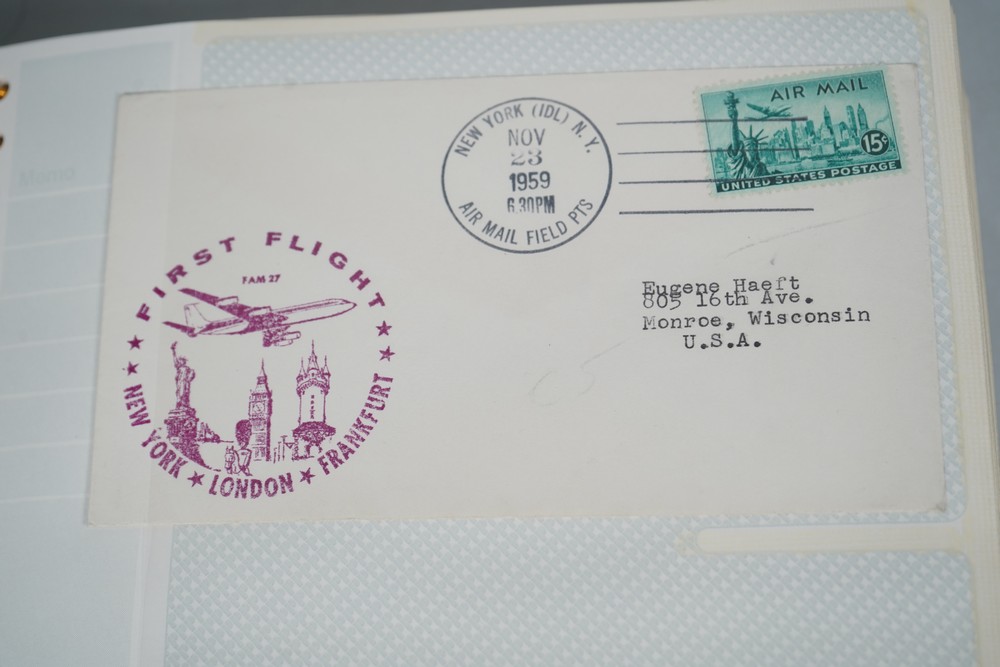 Memo
NEW YORK (IDL) N.Y.
NOV
23
1959
6.30PM
AIR MAIL FIELD PTS
AIR MAIL
15¢
UNITED STATES POSTAGE
FIRST FLIGHT
FAM 27
NEW YORK ★ LONDON ★ FRANKFURT
Eugene Haeft
805 16th Ave.
Monroe, Wisconsin
U.S.A.